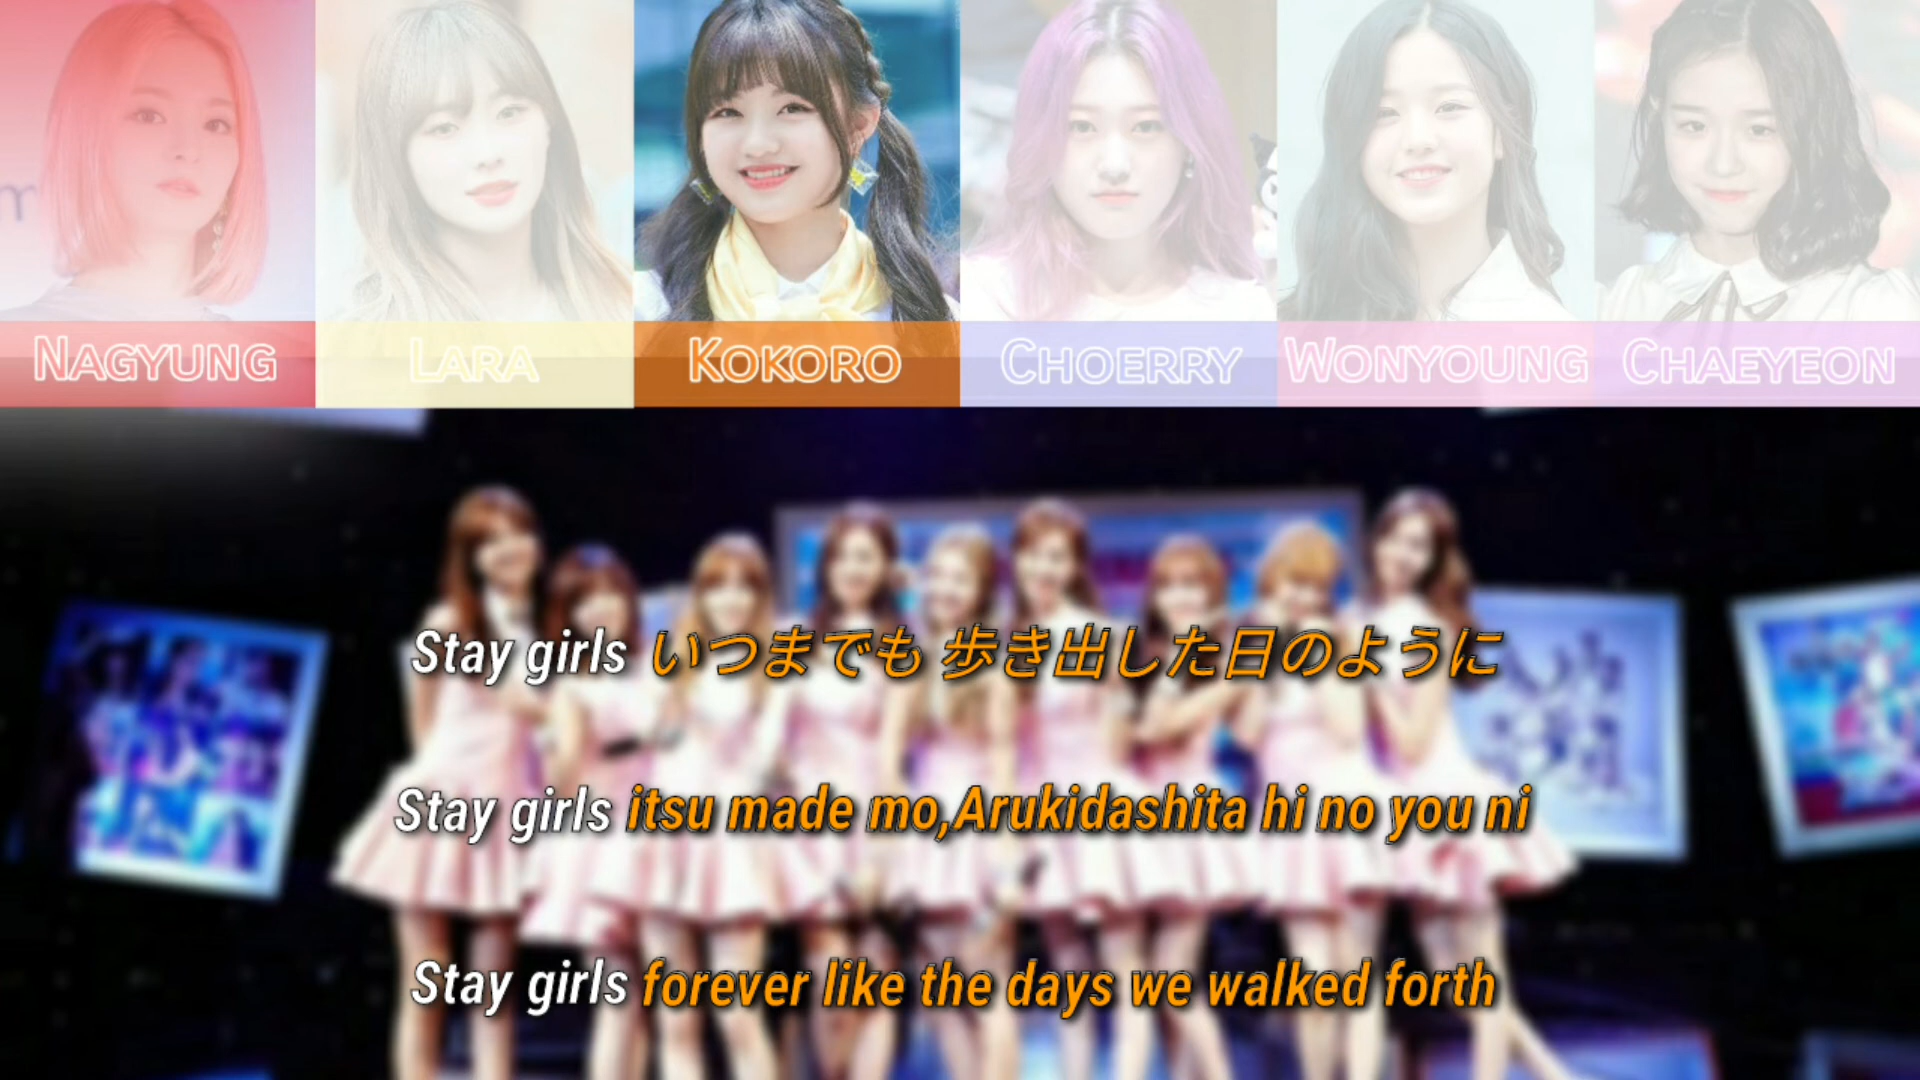 NAGYUNG LARA KOKORO CHOERRY WONYOUNG CHAEYEON
Stay girls いつまでも 歩き出した日のように
Stay girls itsu made mo,Arukidashita hi no you ni
Stay girls forever like the days we walked forth